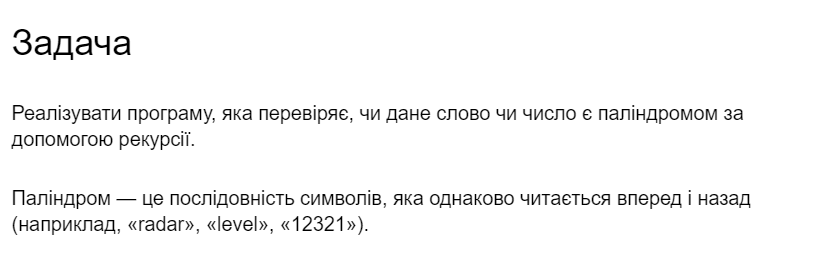 Задача
Реалізувати програму, яка перевіряє, чи дане слово чи число є паліндромом за
допомогою рекурсії.
Паліндром — це послідовність символів, яка однаково читається вперед і назад
(наприклад, «radar», «level», «12321»).